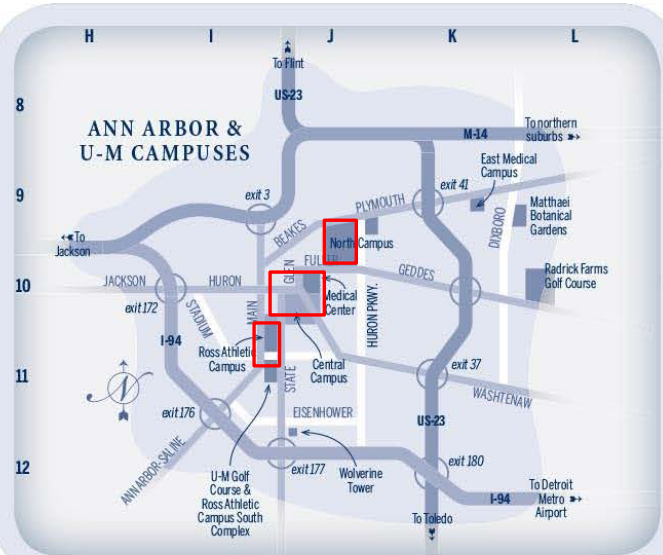 H I J K L
8
9
10
11
12
To Flint
US-23
ANN ARBOR &
U-M CAMPUSES
M-14
To northern
suburbs
East Medical
Campus
exit 3
exit 41
PLYMOUTH
BEAKES
DIXBORO
Matthaei
Botanical
Gardens
To
Jackson
North Campus
FULLER
GLEN
GEDDES
Radrick Farms
Golf Course
JACKSON
HURON
Medical
Center
HURON PKWY.
exit 172
STADIUM
MAIN
I-94
Ross Athletic
Campus
Central
Campus
STATE
exit 37
WASHTENAW
N
exit 176
EISENHOWER
US-23
ANN ARBOR-SALINE
U-M Golf
Course &
Ross Athletic
Campus South
Complex
exit 177
Wolverine
Tower
exit 180
I-94
To Detroit
Metro
Airport
To Toledo